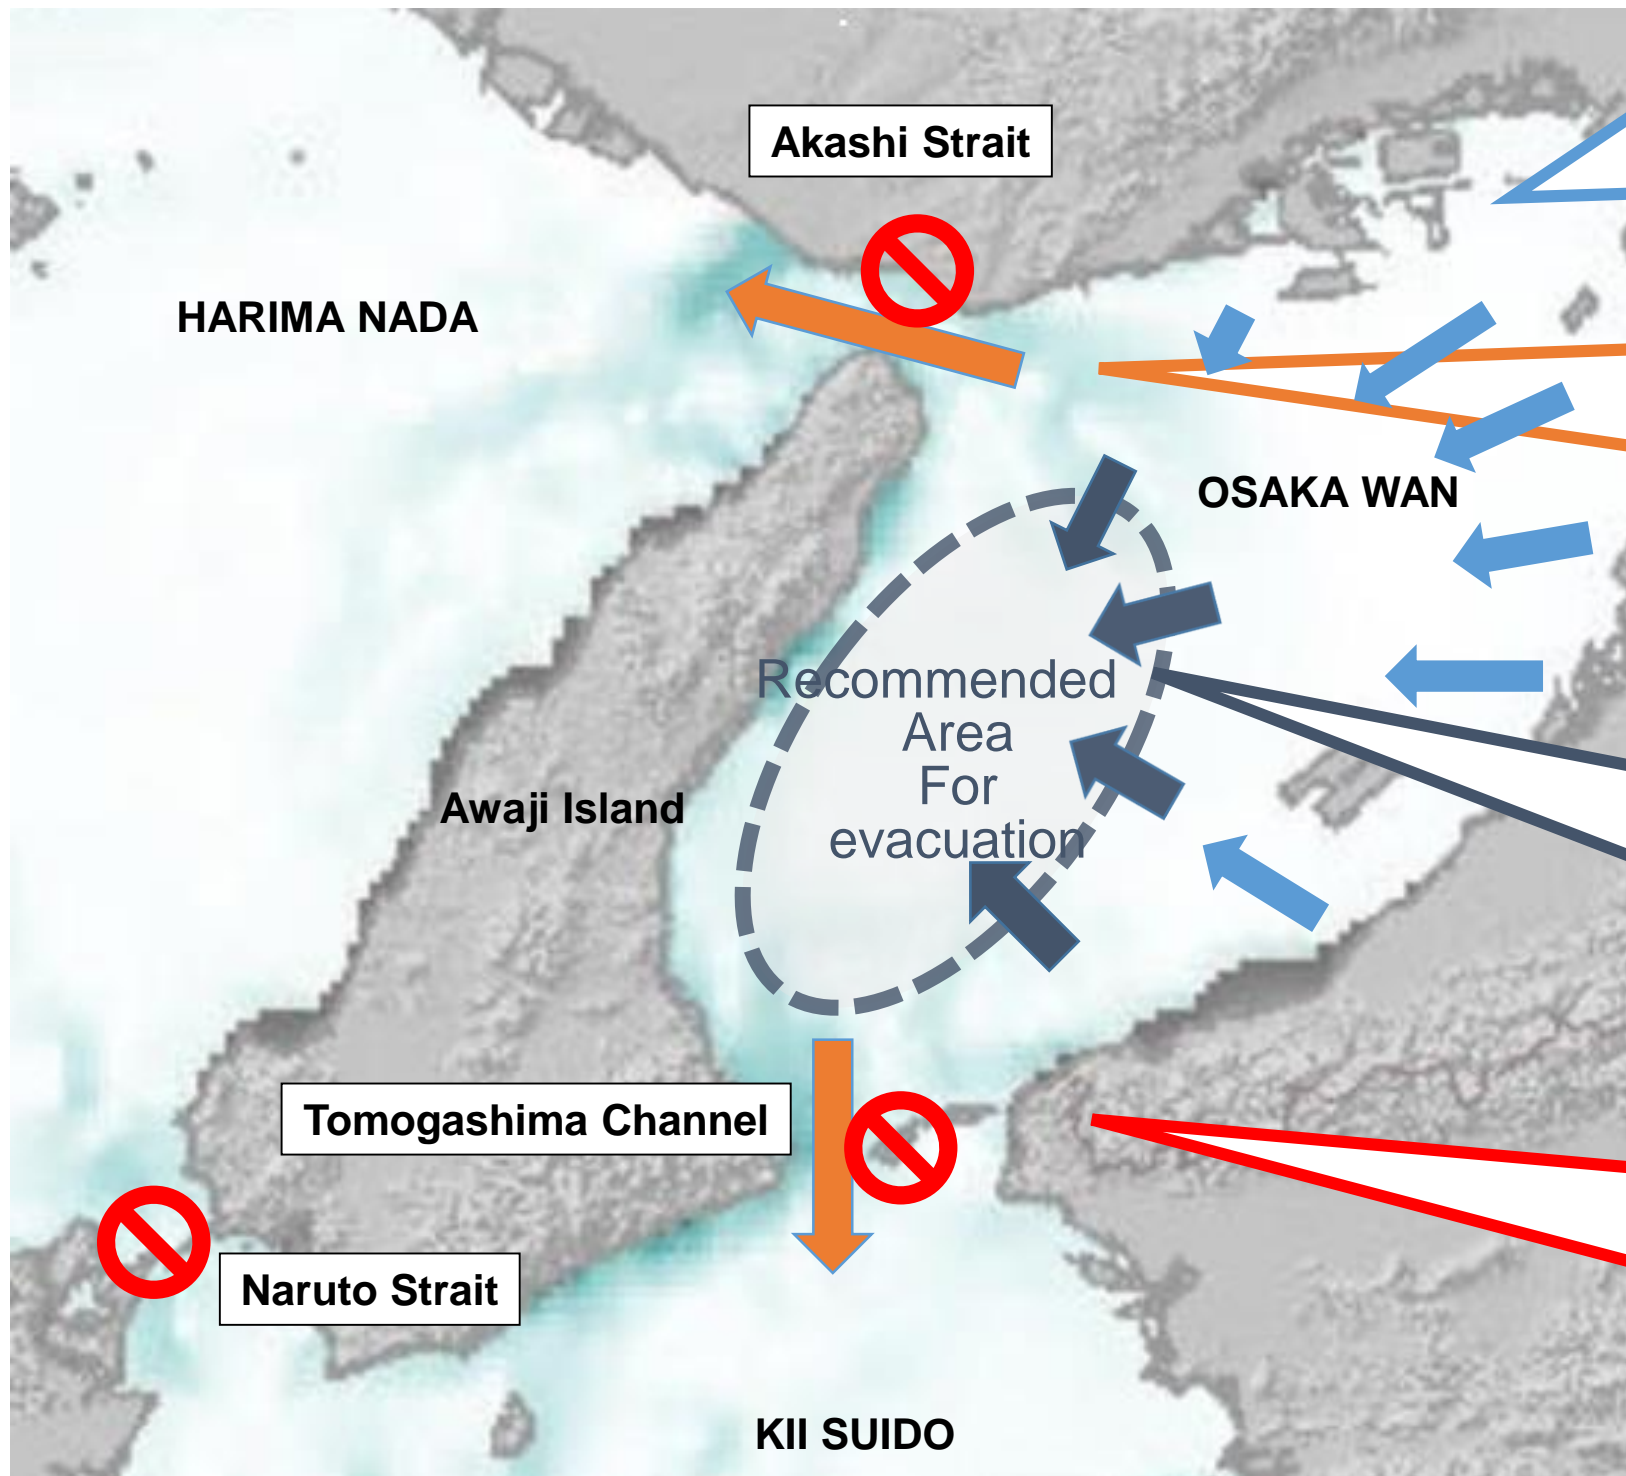 Akashi Strait
HARIMA NADA
OSAKA WAN
Recommended
Area
For
evacuation
Awaji Island
Tomogashima Channel
Naruto Strait
KII SUIDO